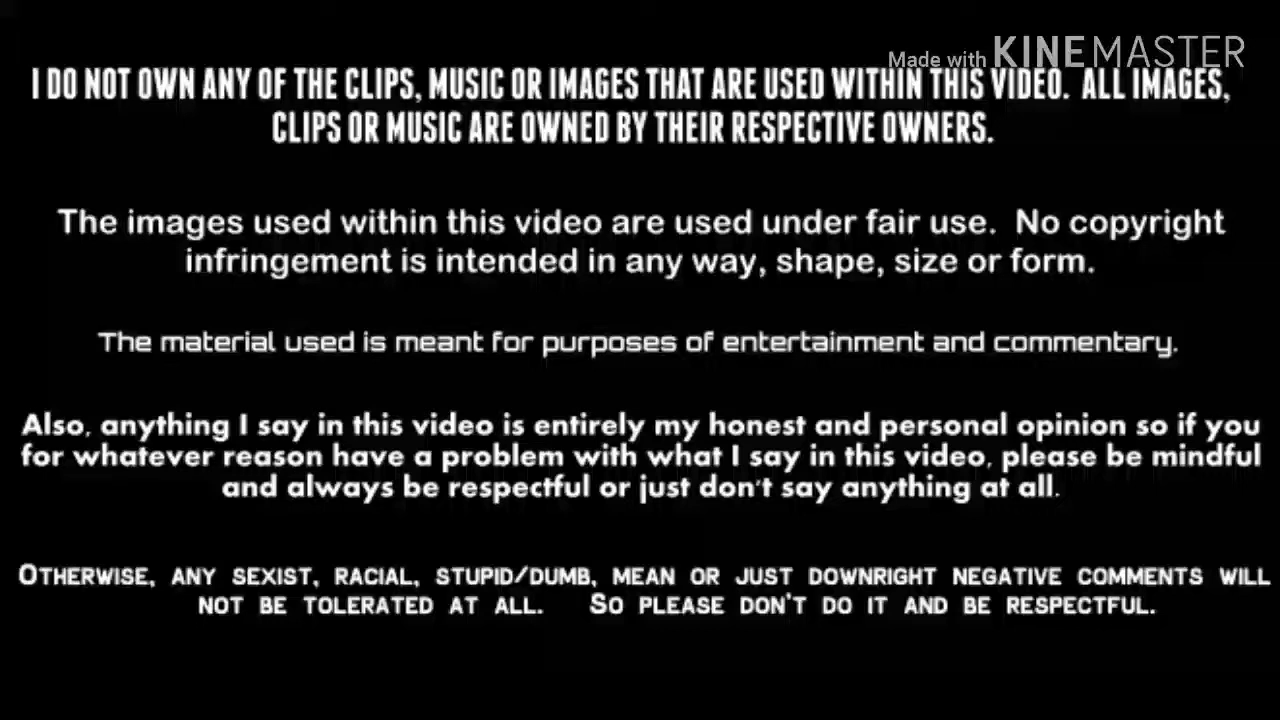 Made with KINEMASTER
I DO NOT OWN ANY OF THE CLIPS, MUSIC OR IMAGES THAT ARE USED WITHIN THIS VIDEO. ALL IMAGES,
CLIPS OR MUSIC ARE OWNED BY THEIR RESPECTIVE OWNERS.
The images used within this video are used under fair use. No copyright
infringement is intended in any way, shape, size or form.
The material used is meant for purposes of entertainment and commentary.
Also, anything I say in this video is entirely my honest and personal opinion so if you
for whatever reason have a problem with what I say in this video, please be mindful
and always be respectful or just don't say anything at all.
OTHERWISE, ANY SEXIST, RACIAL, STUPID/DUMB, MEAN OR JUST DOWNRIGHT NEGATIVE COMMENTS WILL
NOT BE TOLERATED AT ALL. SO PLEASE DON'T DO IT AND BE RESPECTFUL.